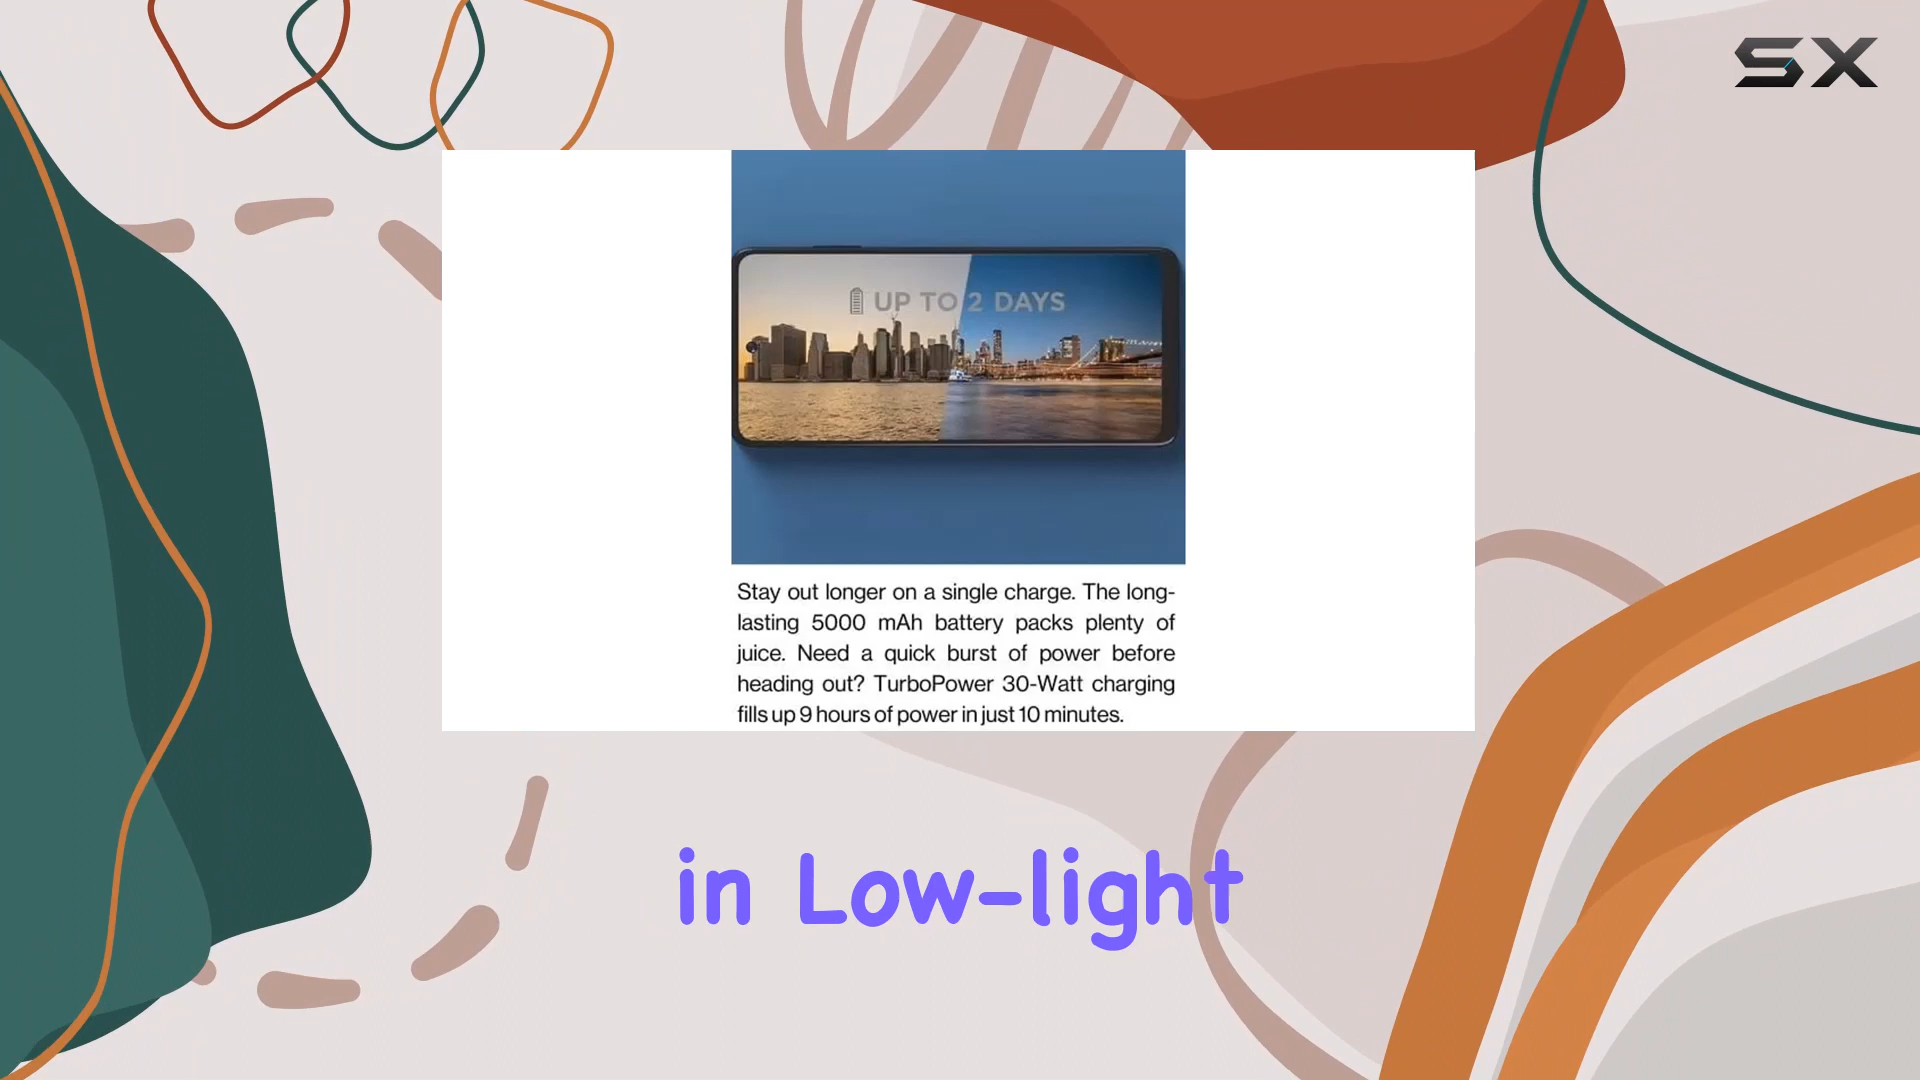 SX
UP TO 2 DAYS
Stay out longer on a single charge. The long-
lasting 5000 mAh battery packs plenty of
juice. Need a quick burst of power before
heading out? TurboPower 30-Watt charging
fills up 9 hours of power in just 10 minutes.
in Low-light